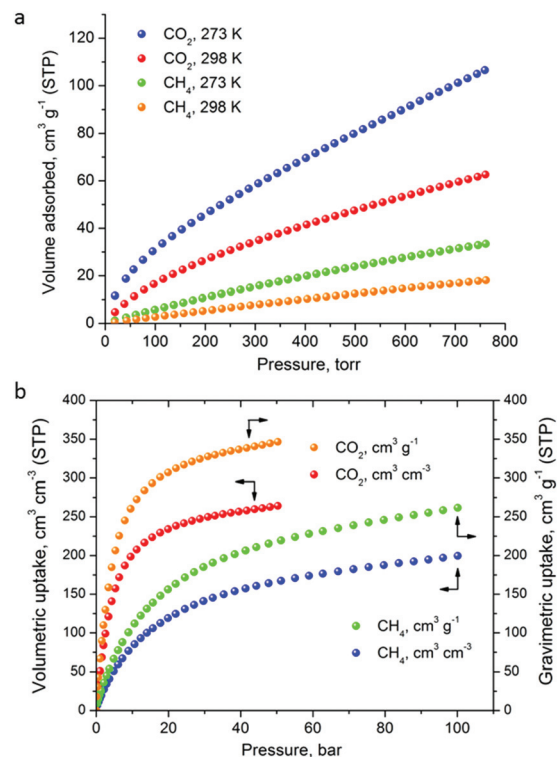 a
CO₂, 273 K
CO₂, 298 K
CH₄, 273 K
CH₄, 298 K
Volume adsorbed, cm³ g⁻¹ (STP)
120
100
80
60
40
20
0
0 100 200 300 400 500 600 700 800
Pressure, torr
b
CO₂, cm³ g⁻¹
CO₂, cm³ cm⁻³
CH₄, cm³ g⁻¹
CH₄, cm³ cm⁻³
Volumetric uptake, cm³ cm⁻³ (STP)
400
350
300
250
200
150
100
50
0
Gravimetric uptake, cm³ g⁻¹ (STP)
400
350
300
250
200
150
100
50
0
0 20 40 60 80 100
Pressure, bar